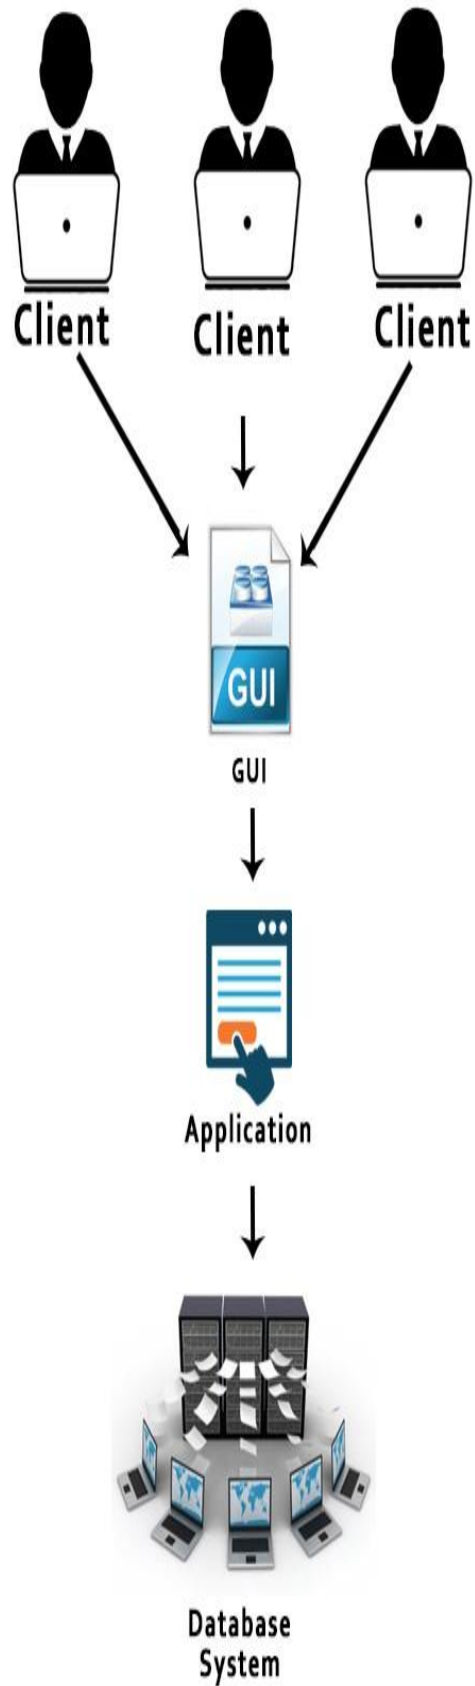 Client
Client
Client
GUI
GUI
Application
Database
System